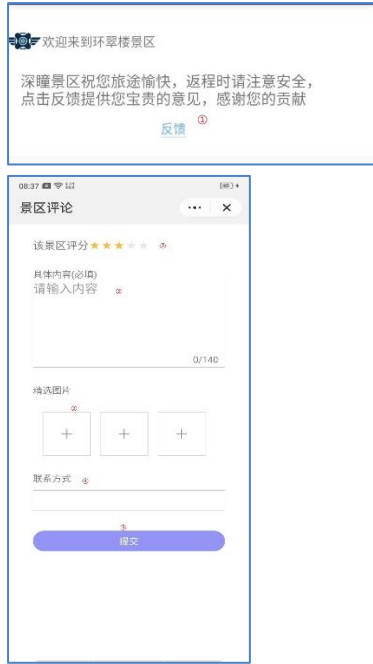 欢迎来到环翠楼景区
深瞳景区祝您旅途愉快，返程时请注意安全，
点击反馈提供您宝贵的意见，感谢您的贡献
反馈 ①
08:37
景区评论
该景区评分
具体内容(必填)
请输入内容
0/140
精选图片
联系方式 ④
提交